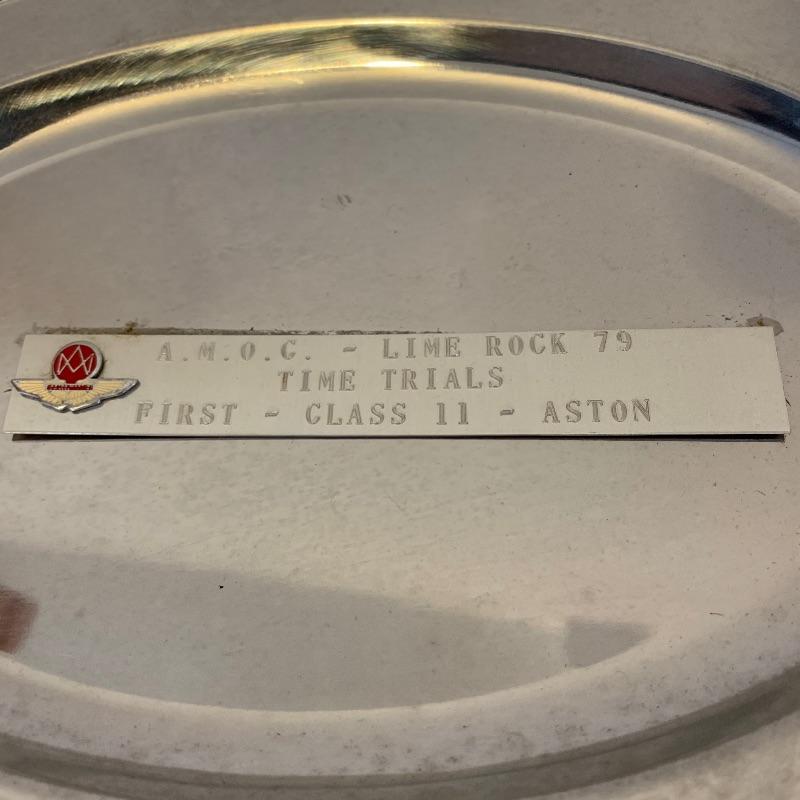 A.M.O.C. - LIME ROCK 79
TIME TRIALS
FIRST - CLASS 11 - ASTON